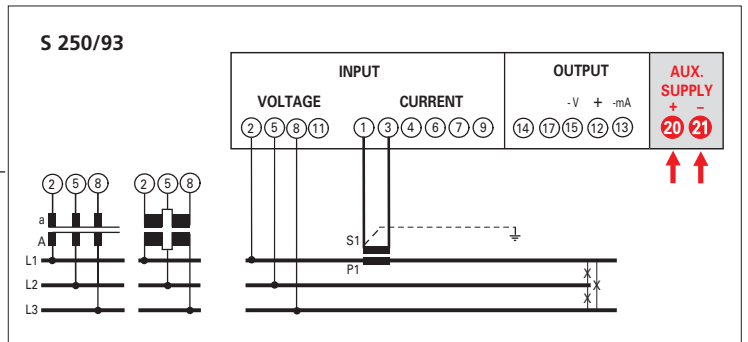 S 250/93
INPUT
OUTPUT
AUX.
SUPPLY
VOLTAGE
CURRENT
- V + -mA
+ –
2 5 8 11
1 3 4 6 7 9
14 17 15 12 13
20 21
2 5 8
2 5 8
a
A
S1
P1
L1
L2
L3
X
X
X